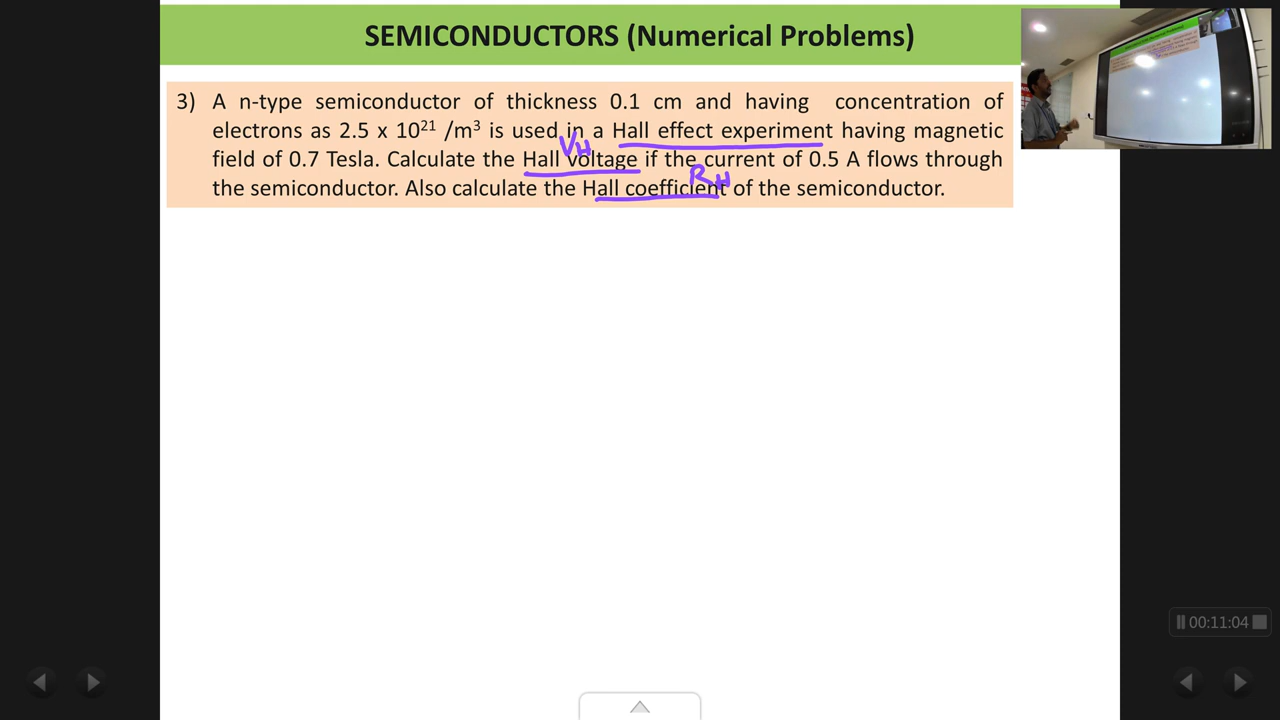 SEMICONDUCTORS (Numerical Problems)
3) A n-type semiconductor of thickness 0.1 cm and having concentration of
electrons as 2.5 x 10²¹ /m³ is used in a Hall effect experiment having magnetic
V_H
field of 0.7 Tesla. Calculate the Hall voltage if the current of 0.5 A flows through
R_H
the semiconductor. Also calculate the Hall coefficient of the semiconductor.
00:11:04